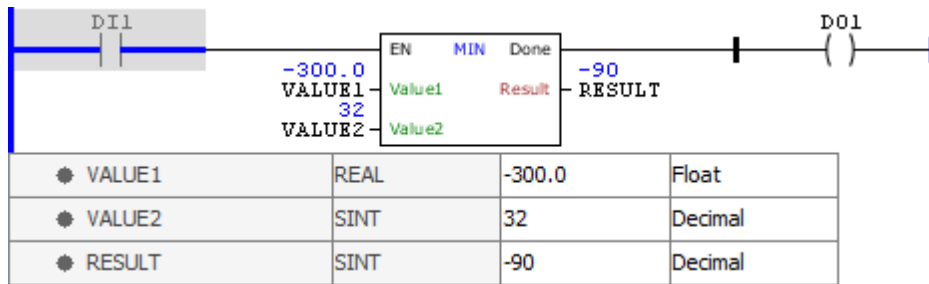 DI1
DO1
EN MIN Done
-300.0
-90
VALUE1 Value1 Result RESULT
32
VALUE2 Value2
VALUE1 REAL -300.0 Float
VALUE2 SINT 32 Decimal
RESULT SINT -90 Decimal